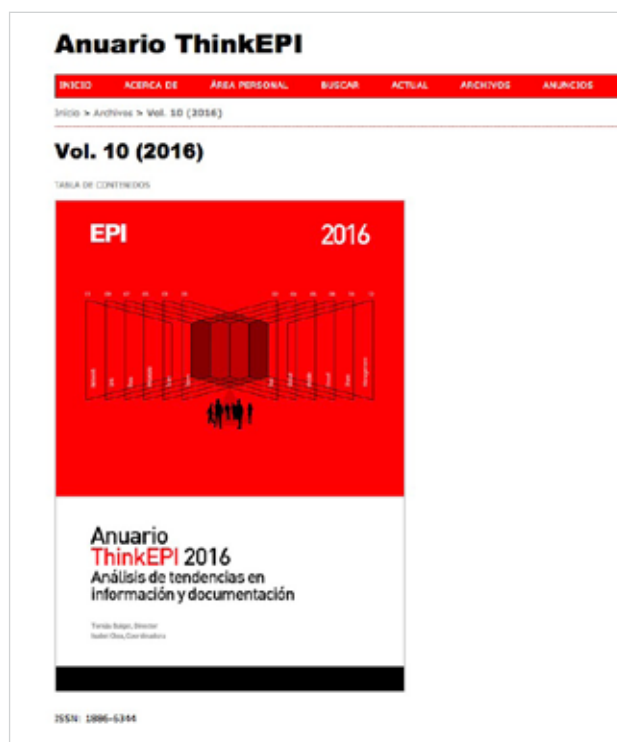 Anuario ThinkEPI
INICIO ACERCA DE ÁREA PERSONAL BUSCAR ACTUAL ARCHIVOS ANUNCIOS
Inicio > Archivos > Vol. 10 (2016)
Vol. 10 (2016)
TABLA DE CONTENIDOS
EPI 2016
Anuario
ThinkEPI 2016
Análisis de tendencias en
información y documentación
Tomàs Baiget, Director
Isabel Olea, Coordinadora
ISSN: 1886-6344